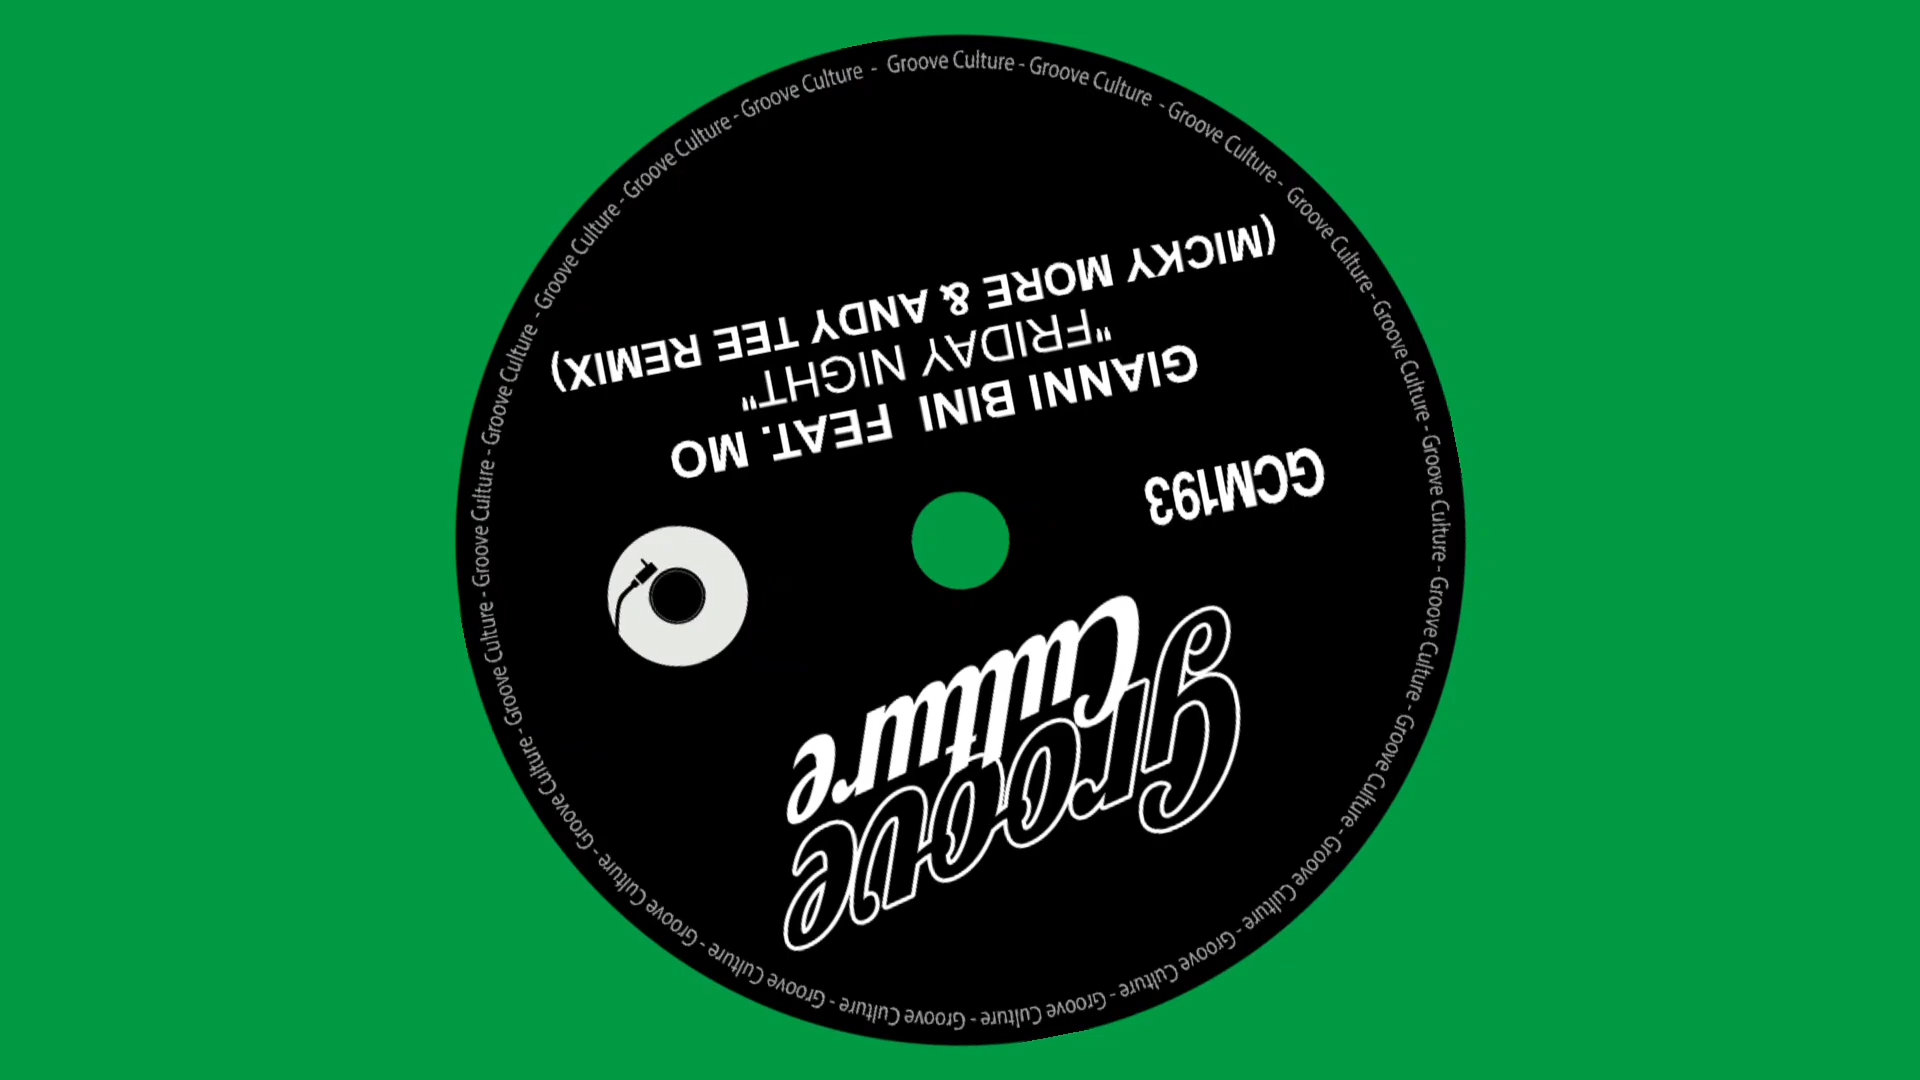 Groove
Culture
GCM193
GIANNI BINI FEAT. MO
"FRIDAY NIGHT"
(MICKY MORE & ANDY TEE REMIX)
Groove Culture - Groove Culture - Groove Culture - Groove Culture - Groove Culture - Groove Culture - Groove Culture - Groove Culture - Groove Culture - Groove Culture - Groove Culture - Groove Culture - Groove Culture - Groove Culture - Groove Culture - Groove Culture - Groove Culture - Groove Culture - Groove Culture - Groove Culture - Groove Culture - Groove Culture -